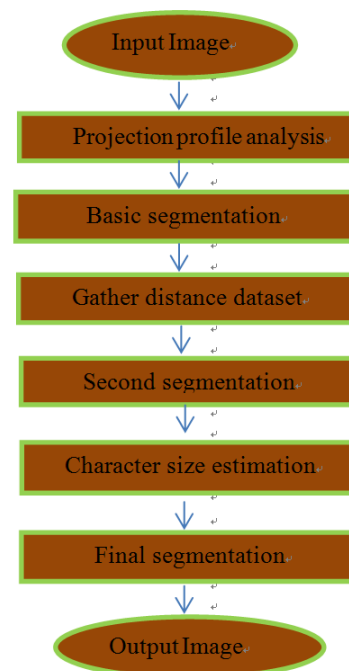 Input Image
Projection profile analysis
Basic segmentation
Gather distance dataset
Second segmentation
Character size estimation
Final segmentation
Output Image